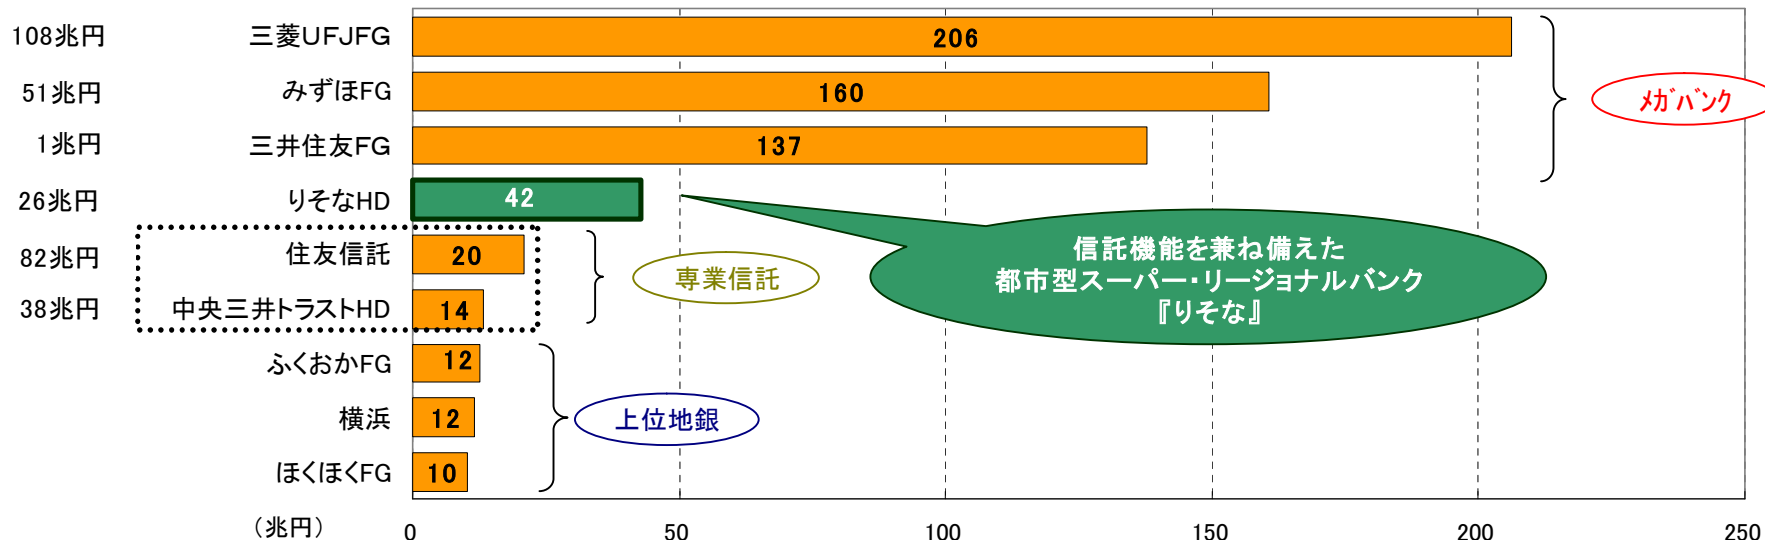 108兆円 三菱UFJFG 206
51兆円 みずほFG 160
メガバンク
1兆円 三井住友FG 137
26兆円 りそなHD 42
82兆円 住友信託 20
専業信託
信託機能を兼ね備えた
都市型スーパー・リージョナルバンク
『りそな』
38兆円 中央三井トラストHD 14
ふくおかFG 12
横浜 12
上位地銀
ほくほくFG 10
(兆円) 0 50 100 150 200 250